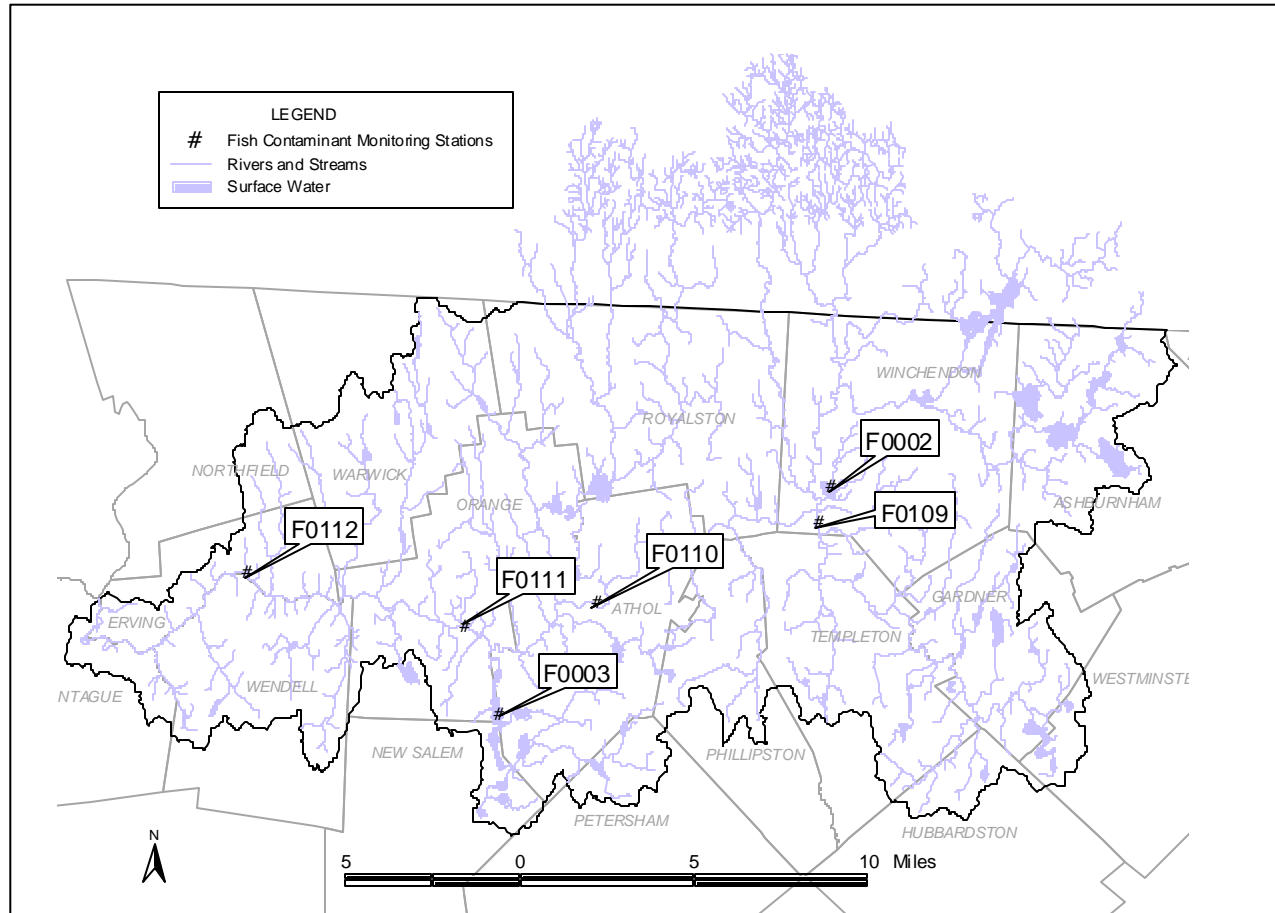 LEGEND
# Fish Contaminant Monitoring Stations
Rivers and Streams
Surface Water
WINCHENDON
ROYALSTON
F0002
NORTHFIELD
WARWICK
ORANGE
ASHBURNHAM
F0109
F0112
F0110
F0111
ATHOL
GARDNER
ERVING
TEMPLETON
F0003
WESTMINSTE
NTAGUE
WENDELL
NEW SALEM
PHILLIPSTON
PETERSHAM
HUBBARDSTON
N
5 0 5 10 Miles